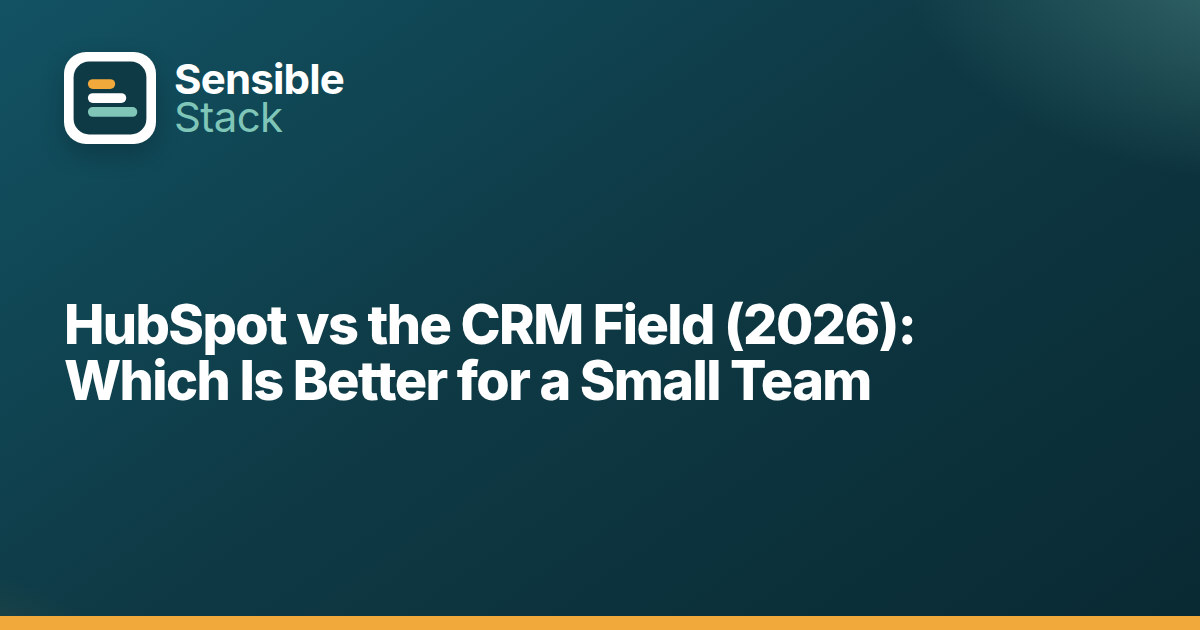 Sensible
Stack
HubSpot vs the CRM Field (2026):
Which Is Better for a Small Team